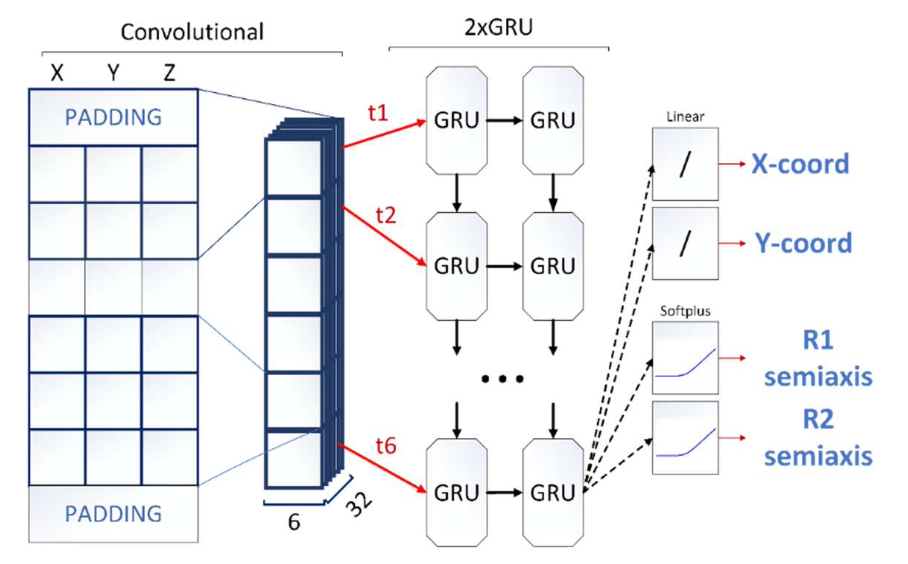 Convolutional
2xGRU
X Y Z
PADDING
t1
GRU
GRU
Linear
/
X-coord
t2
GRU
GRU
/
Y-coord
Softplus
R1
semiaxis
...
R2
semiaxis
t6
GRU
GRU
PADDING
6
32